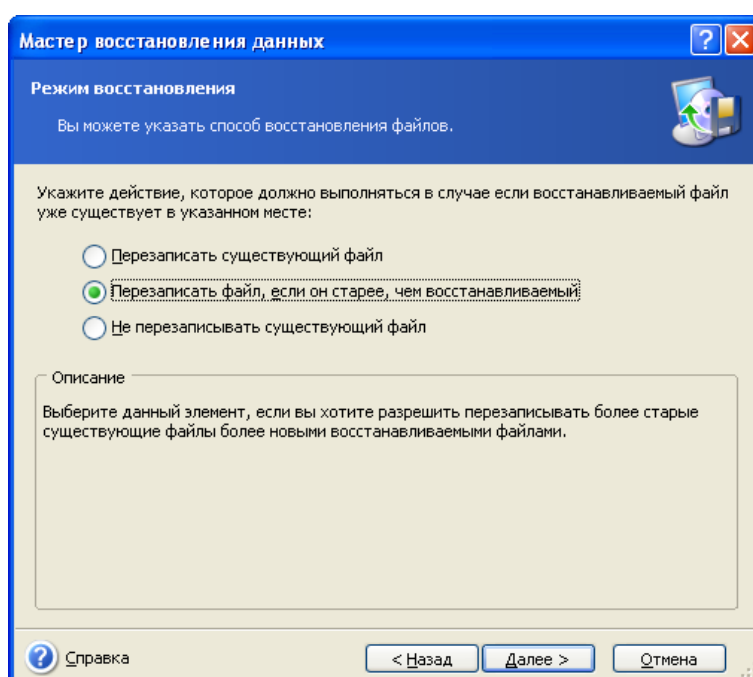 Мастер восстановления данных
Режим восстановления
Вы можете указать способ восстановления файлов.
Укажите действие, которое должно выполняться в случае если восстанавливаемый файл
уже существует в указанном месте:
Перезаписать существующий файл
Перезаписать файл, если он старее, чем восстанавливаемый
Не перезаписывать существующий файл
Описание
Выберите данный элемент, если вы хотите разрешить перезаписывать более старые
существующие файлы более новыми восстанавливаемыми файлами.
Справка
< Назад
Далее >
Отмена